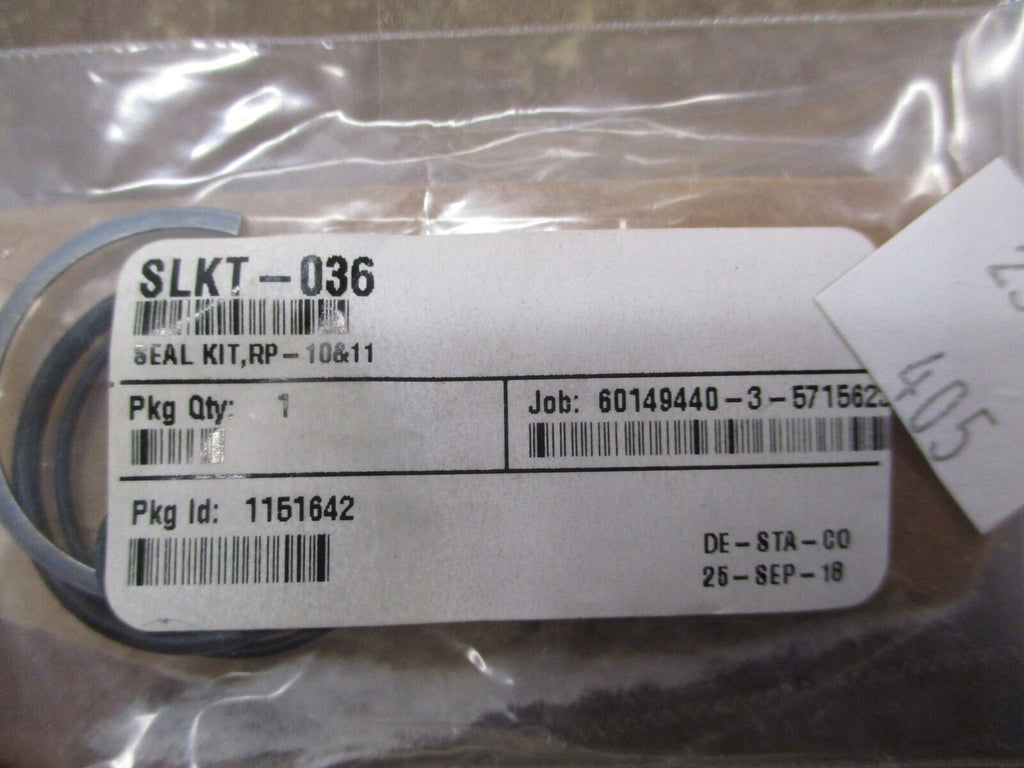 SLKT-036
SEAL KIT,RP-10&11
Pkg Qty: 1
Job: 60149440-3-5715623
Pkg Id: 1151642
DE-STA-CO
25-SEP-18
405